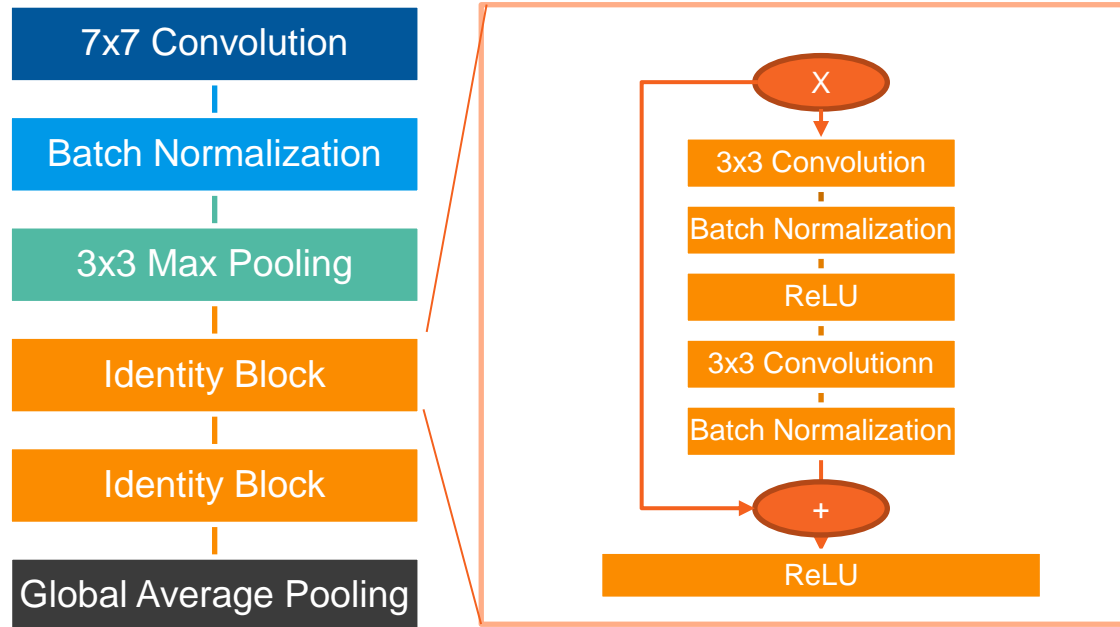 7x7 Convolution
Batch Normalization
3x3 Max Pooling
Identity Block
Identity Block
Global Average Pooling
X
3x3 Convolution
Batch Normalization
ReLU
3x3 Convolutionn
Batch Normalization
+
ReLU